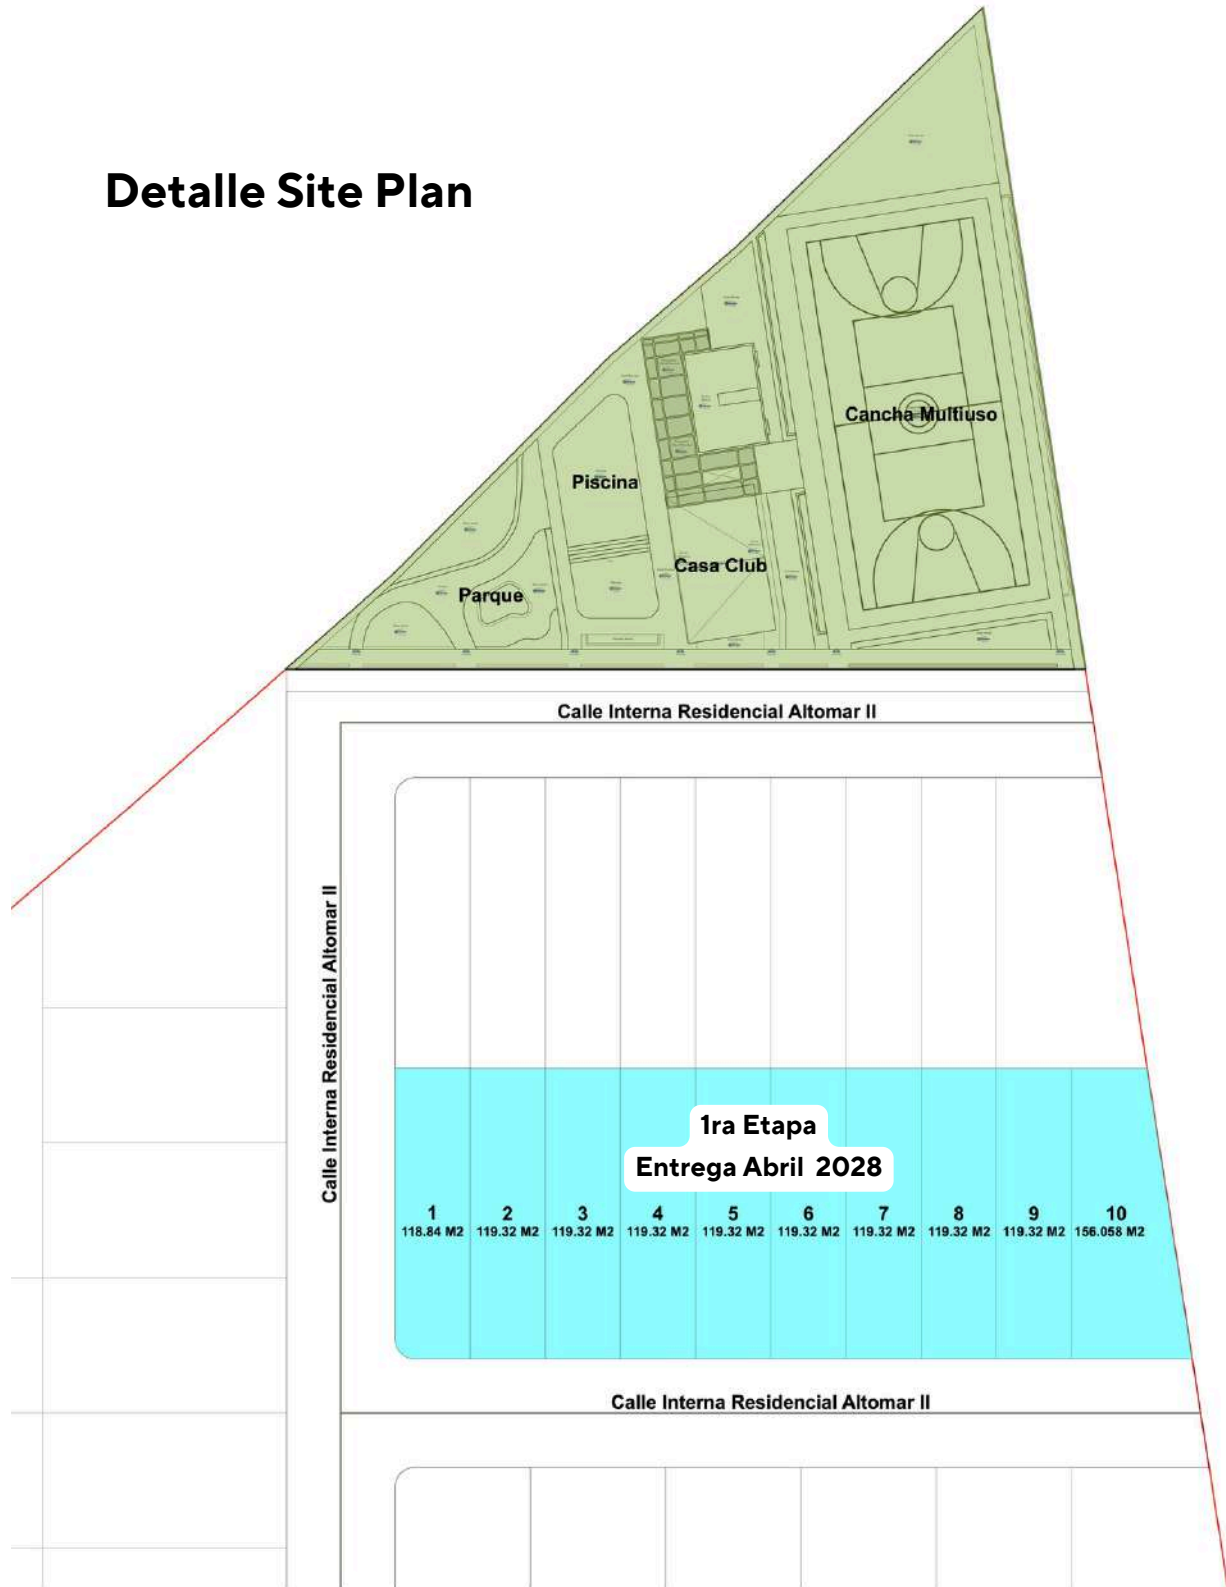 Detalle Site Plan
Cancha Multiuso
Piscina
Casa Club
Parque
Calle Interna Residencial Altomar II
Calle Interna Residencial Altomar II
1ra Etapa
Entrega Abril 2028
1
118.84 M2
2
119.32 M2
3
119.32 M2
4
119.32 M2
5
119.32 M2
6
119.32 M2
7
119.32 M2
8
119.32 M2
9
119.32 M2
10
156.058 M2
Calle Interna Residencial Altomar II